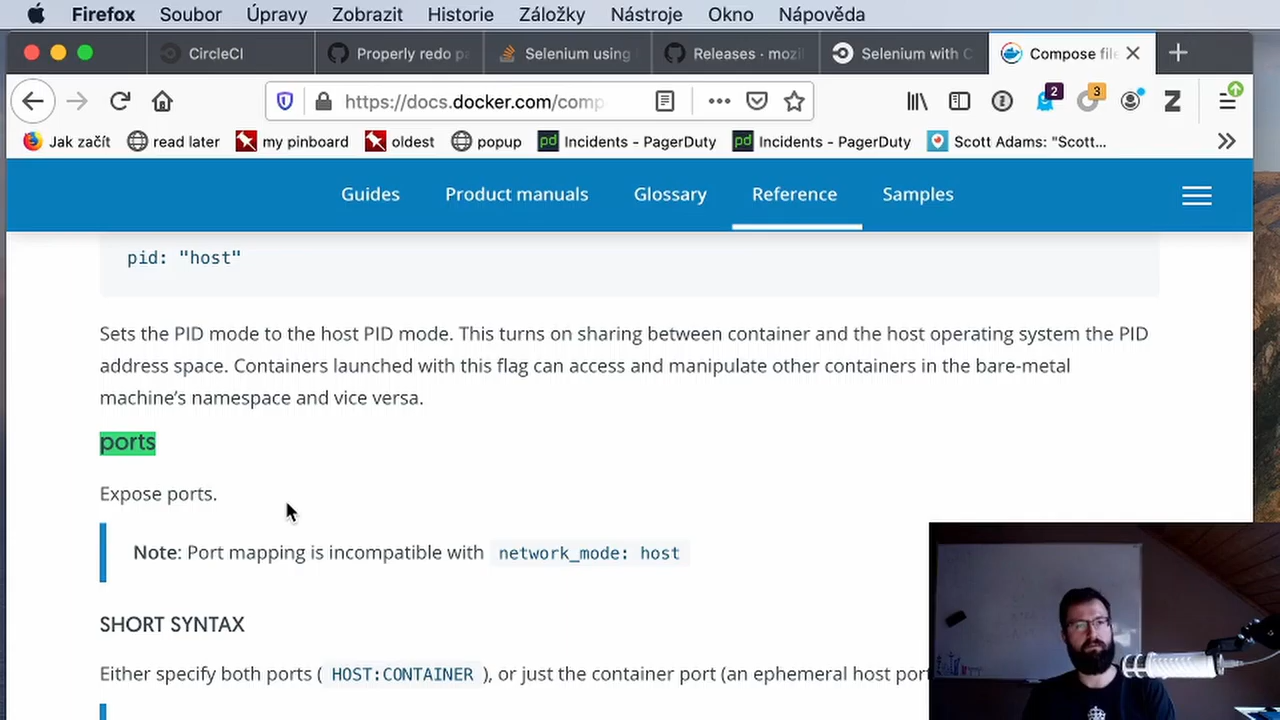 Firefox Soubor Úpravy Zobrazit Historie Záložky Nástroje Okno Nápověda
CircleCI Properly redo pa Selenium using Releases · mozil Selenium with C Compose file
https://docs.docker.com/comp 2 3 Z
Jak začít read later my pinboard oldest popup pd Incidents - PagerDuty pd Incidents - PagerDuty Scott Adams: "Scott...
Guides Product manuals Glossary Reference Samples
pid: "host"
Sets the PID mode to the host PID mode. This turns on sharing between container and the host operating system the PID
address space. Containers launched with this flag can access and manipulate other containers in the bare-metal
machine's namespace and vice versa.
ports
Expose ports.
Note: Port mapping is incompatible with network_mode: host
SHORT SYNTAX
Either specify both ports ( HOST:CONTAINER ), or just the container port (an ephemeral host port